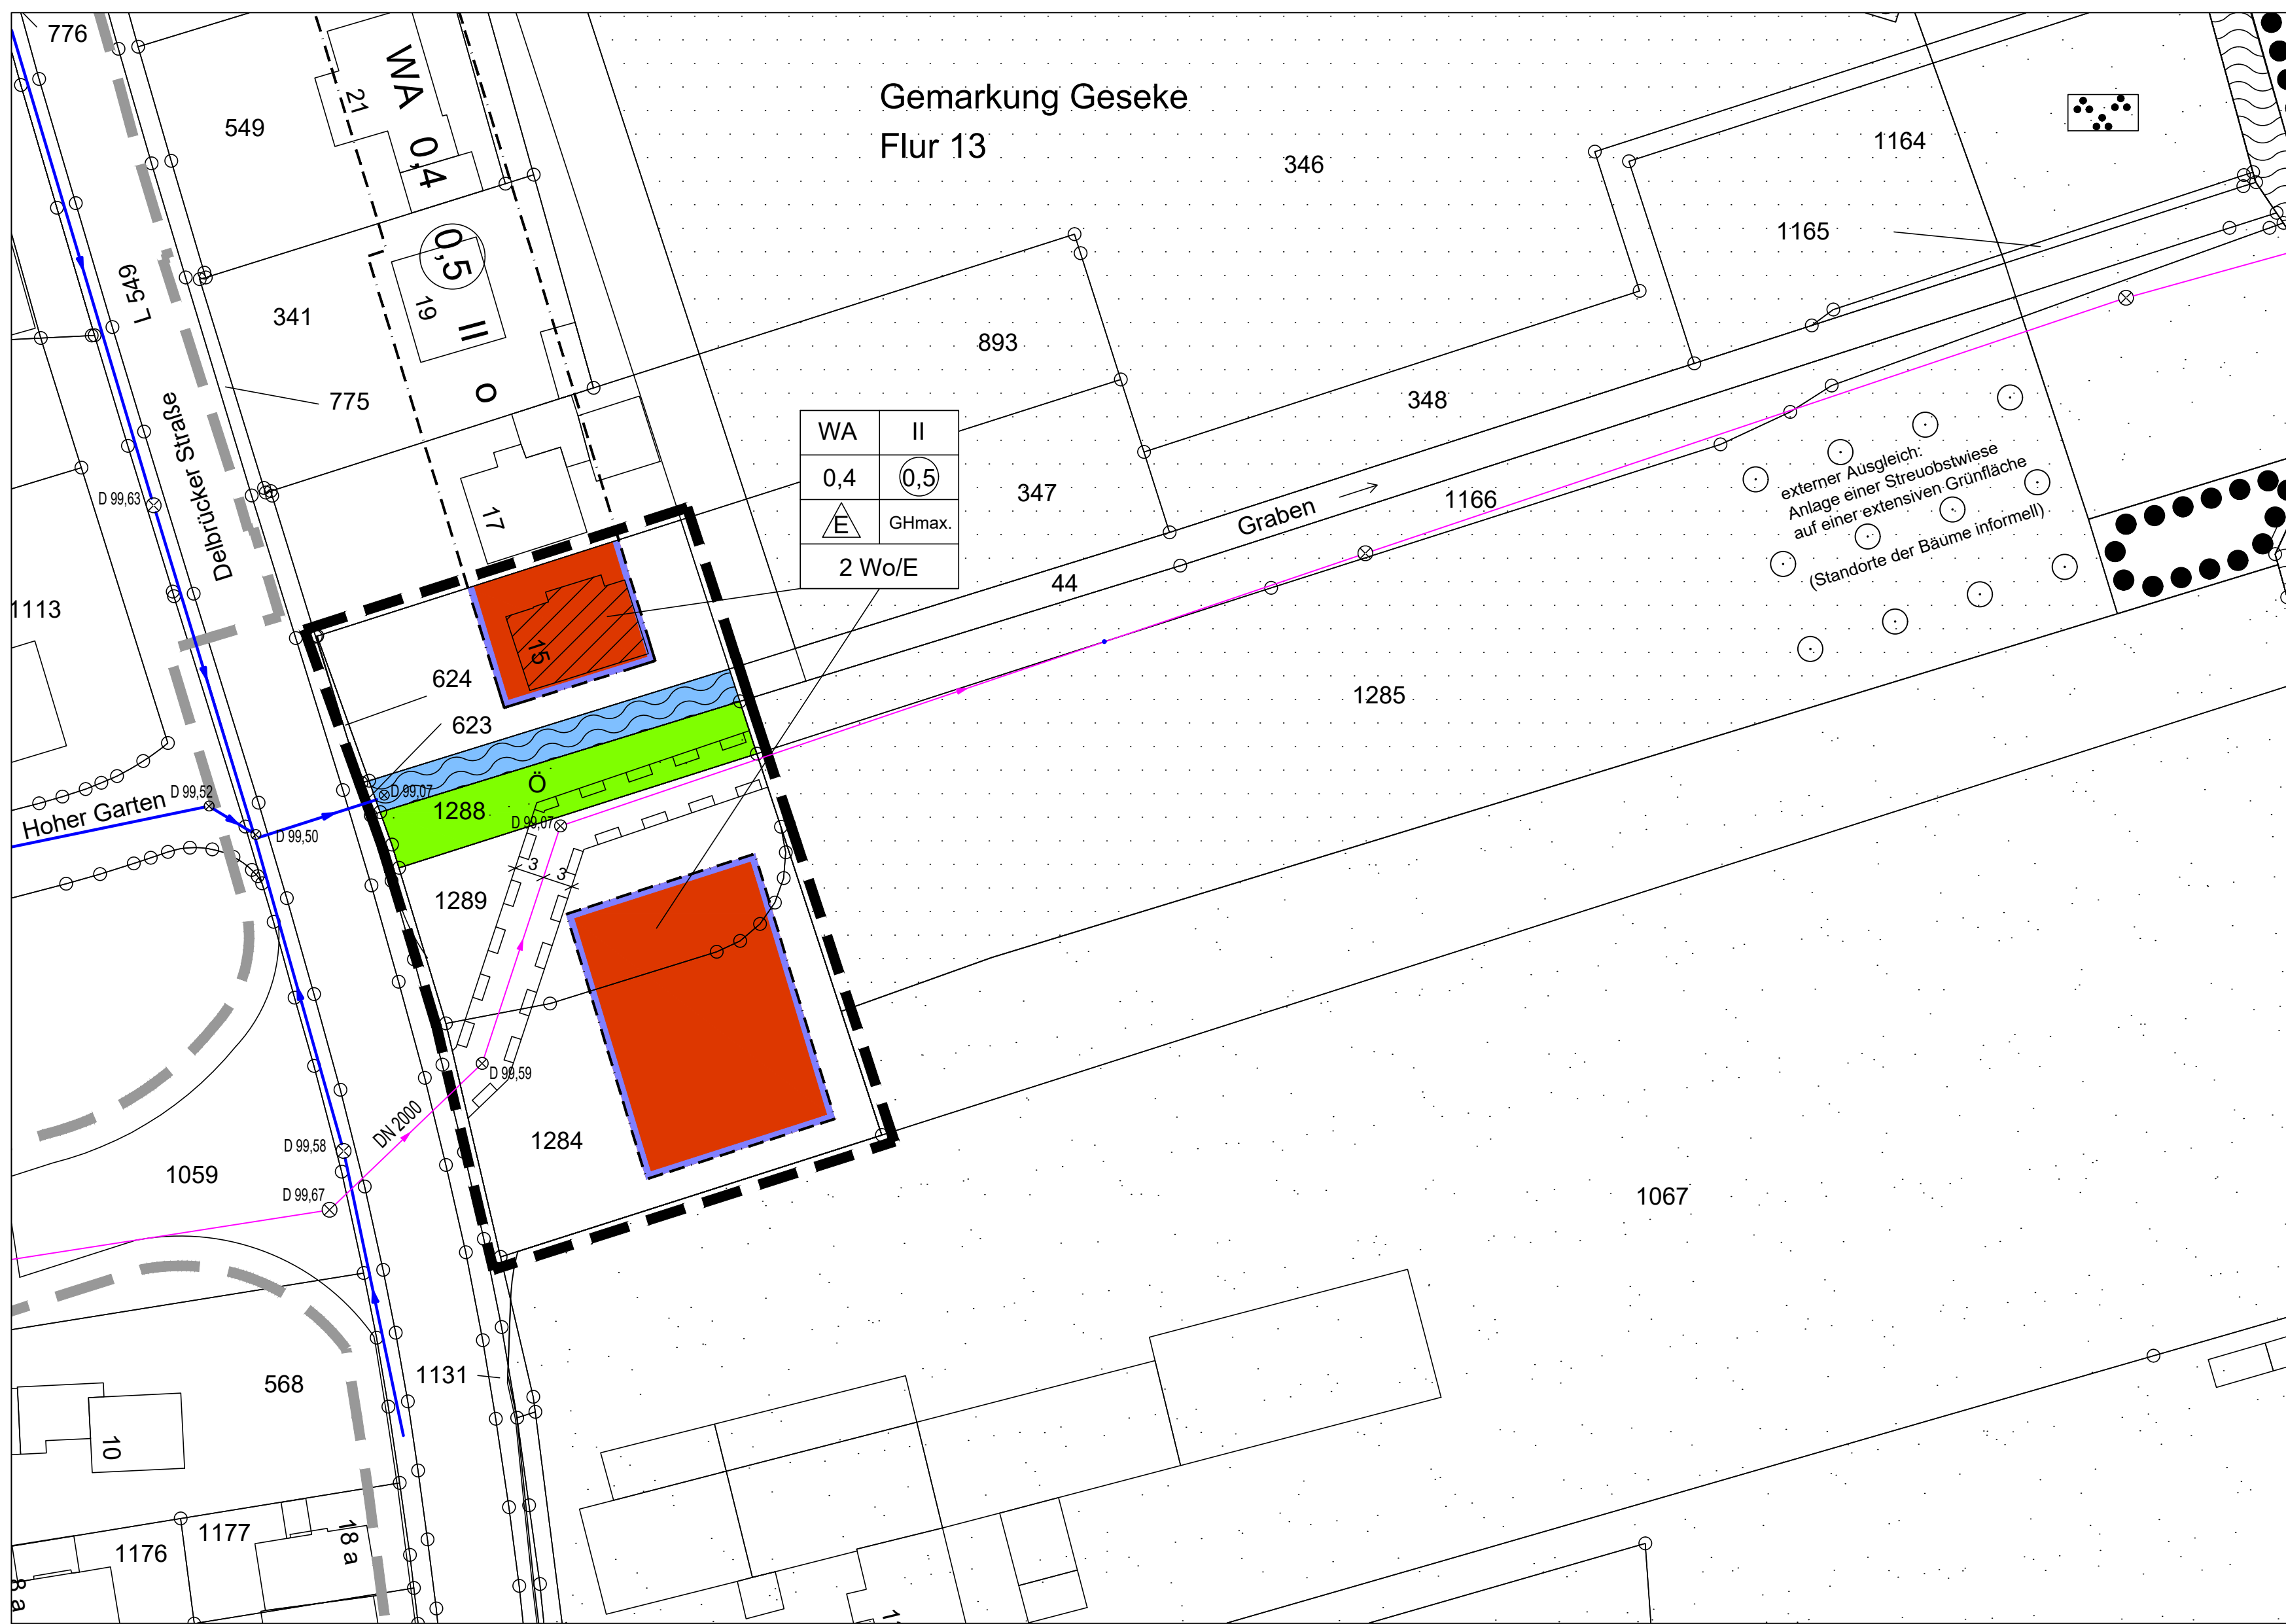 776
549
WA 0,4
21
Gemarkung Geseke
Flur 13
346
1164
1165
L 549
341
0,5
19
II
o
775
893
348
Delbrücker Straße
D 99,63
17
WA II
0,4 0,5
E GHmax.
2 Wo/E
347
Graben
1166
externer Ausgleich:
Anlage einer Streuobstwiese
auf einer extensiven Grünfläche
(Standorte der Bäume informell)
44
1113
15
624
623
1285
Hoher Garten
D 99,52
D 99,07
Ö
1288
D 99,07
D 99,50
3
3
1289
D 99,59
DN 2000
1284
D 99,58
1059
D 99,67
1067
1131
568
10
1177
18 a
1176
8 a